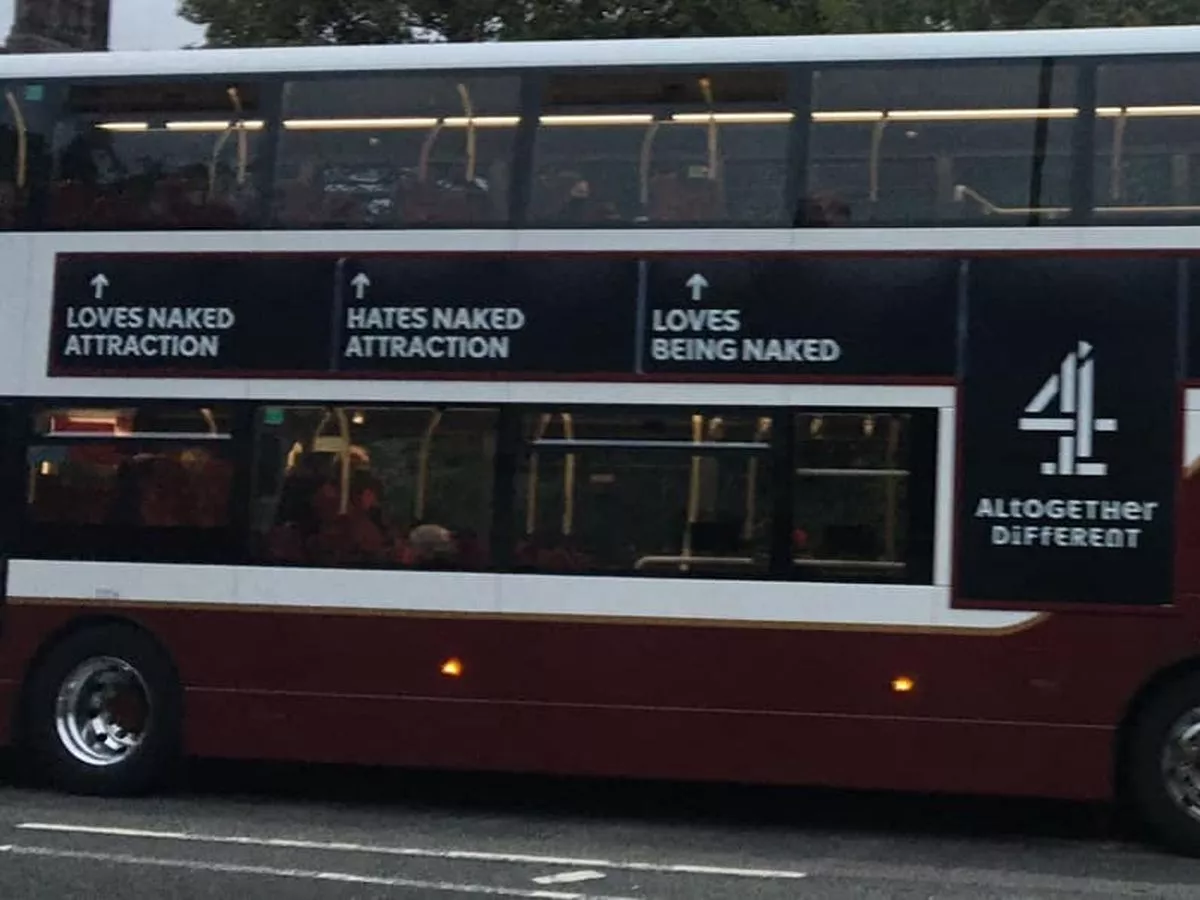 LOVES NAKED
ATTRACTION
HATES NAKED
ATTRACTION
LOVES
BEING NAKED
4
ALtOGETHer
DiFfERENT